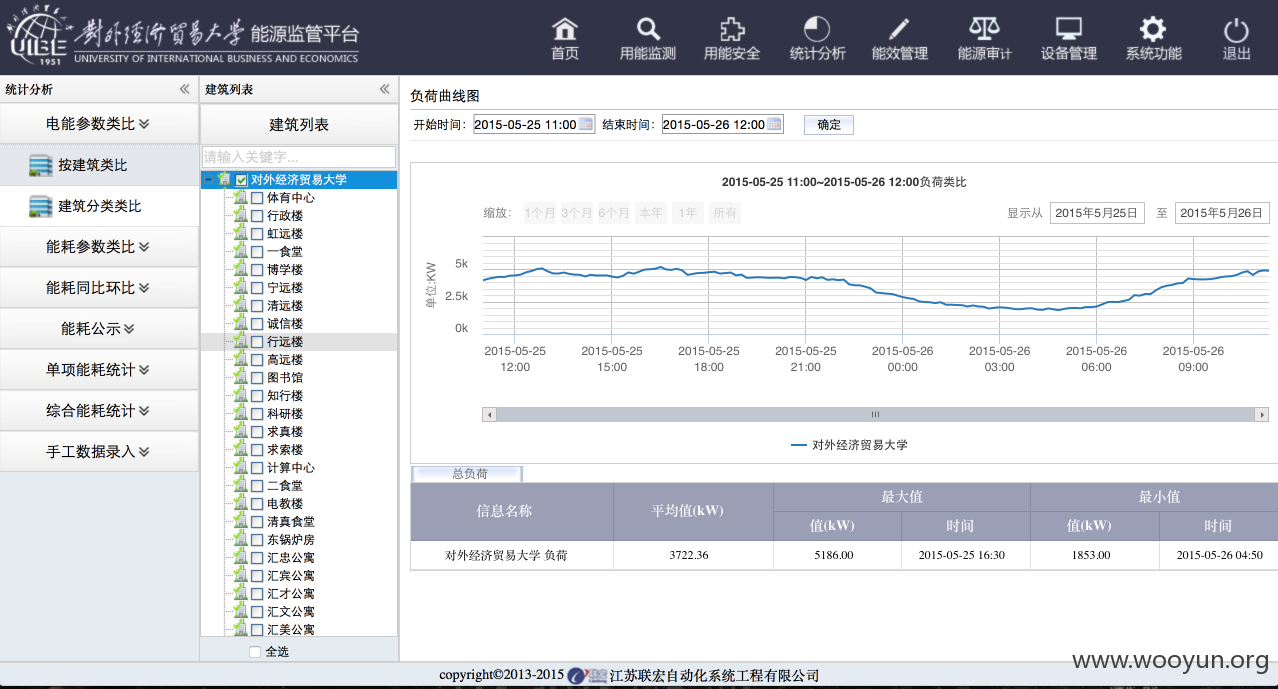 對外經濟貿易大學 能源监管平台
UNIVERSITY OF INTERNATIONAL BUSINESS AND ECONOMICS
UIBE
1951
首页
用能监测
用能安全
统计分析
能效管理
能源审计
设备管理
系统功能
退出
统计分析
电能参数类比
按建筑类比
建筑分类类比
能耗参数类比
能耗同比环比
能耗公示
单项能耗统计
综合能耗统计
手工数据录入
建筑列表
建筑列表
请输入关键字...
对外经济贸易大学
体育中心
行政楼
虹远楼
一食堂
博学楼
宁远楼
清远楼
诚信楼
行远楼
高远楼
图书馆
知行楼
科研楼
求真楼
求索楼
计算中心
二食堂
电教楼
清真食堂
东锅炉房
汇忠公寓
汇宾公寓
汇才公寓
汇文公寓
汇美公寓
全选
负荷曲线图
开始时间: 2015-05-25 11:00 结束时间: 2015-05-26 12:00 确定
2015-05-25 11:00~2015-05-26 12:00负荷类比
缩放: 1个月 3个月 6个月 本年 1年 所有 显示从 2015年5月25日 至 2015年5月26日
单位:KW
5k
2.5k
0k
2015-05-25 12:00
2015-05-25 15:00
2015-05-25 18:00
2015-05-25 21:00
2015-05-26 00:00
2015-05-26 03:00
2015-05-26 06:00
2015-05-26 09:00
对外经济贸易大学
总负荷
信息名称 平均值(kW) 最大值 最小值
值(kW) 时间 值(kW) 时间
对外经济贸易大学 负荷 3722.36 5186.00 2015-05-25 16:30 1853.00 2015-05-26 04:50
www.wooyun.org
copyright©2013-2015 江苏联宏自动化系统工程有限公司